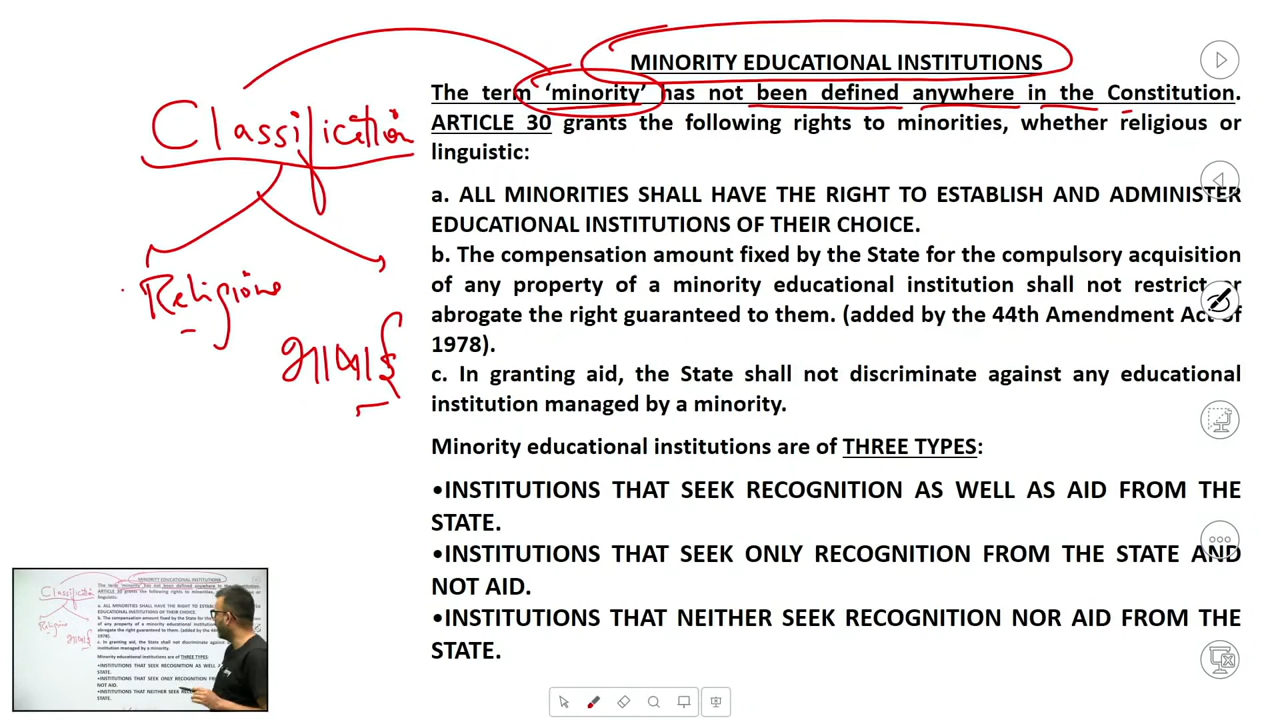 MINORITY EDUCATIONAL INSTITUTIONS
The term ‘minority’ has not been defined anywhere in the Constitution.
ARTICLE 30 grants the following rights to minorities, whether religious or
linguistic:
a. ALL MINORITIES SHALL HAVE THE RIGHT TO ESTABLISH AND ADMINISTER
EDUCATIONAL INSTITUTIONS OF THEIR CHOICE.
b. The compensation amount fixed by the State for the compulsory acquisition
of any property of a minority educational institution shall not restrict or
abrogate the right guaranteed to them. (added by the 44th Amendment Act of
1978).
c. In granting aid, the State shall not discriminate against any educational
institution managed by a minority.
Minority educational institutions are of THREE TYPES:
•INSTITUTIONS THAT SEEK RECOGNITION AS WELL AS AID FROM THE
STATE.
•INSTITUTIONS THAT SEEK ONLY RECOGNITION FROM THE STATE AND
NOT AID.
•INSTITUTIONS THAT NEITHER SEEK RECOGNITION NOR AID FROM THE
STATE.
Classification